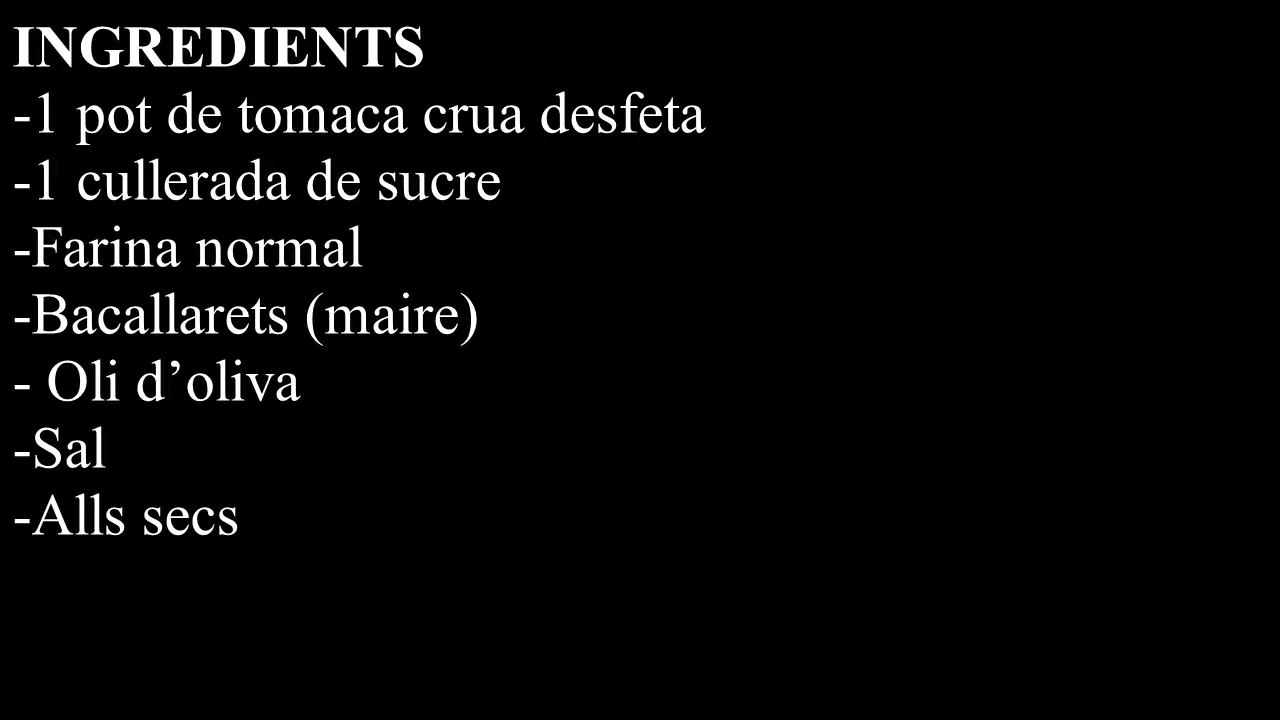 INGREDIENTS
-1 pot de tomaca crua desfeta
-1 cullerada de sucre
-Farina normal
-Bacallarets (maire)
- Oli d’oliva
-Sal
-Alls secs